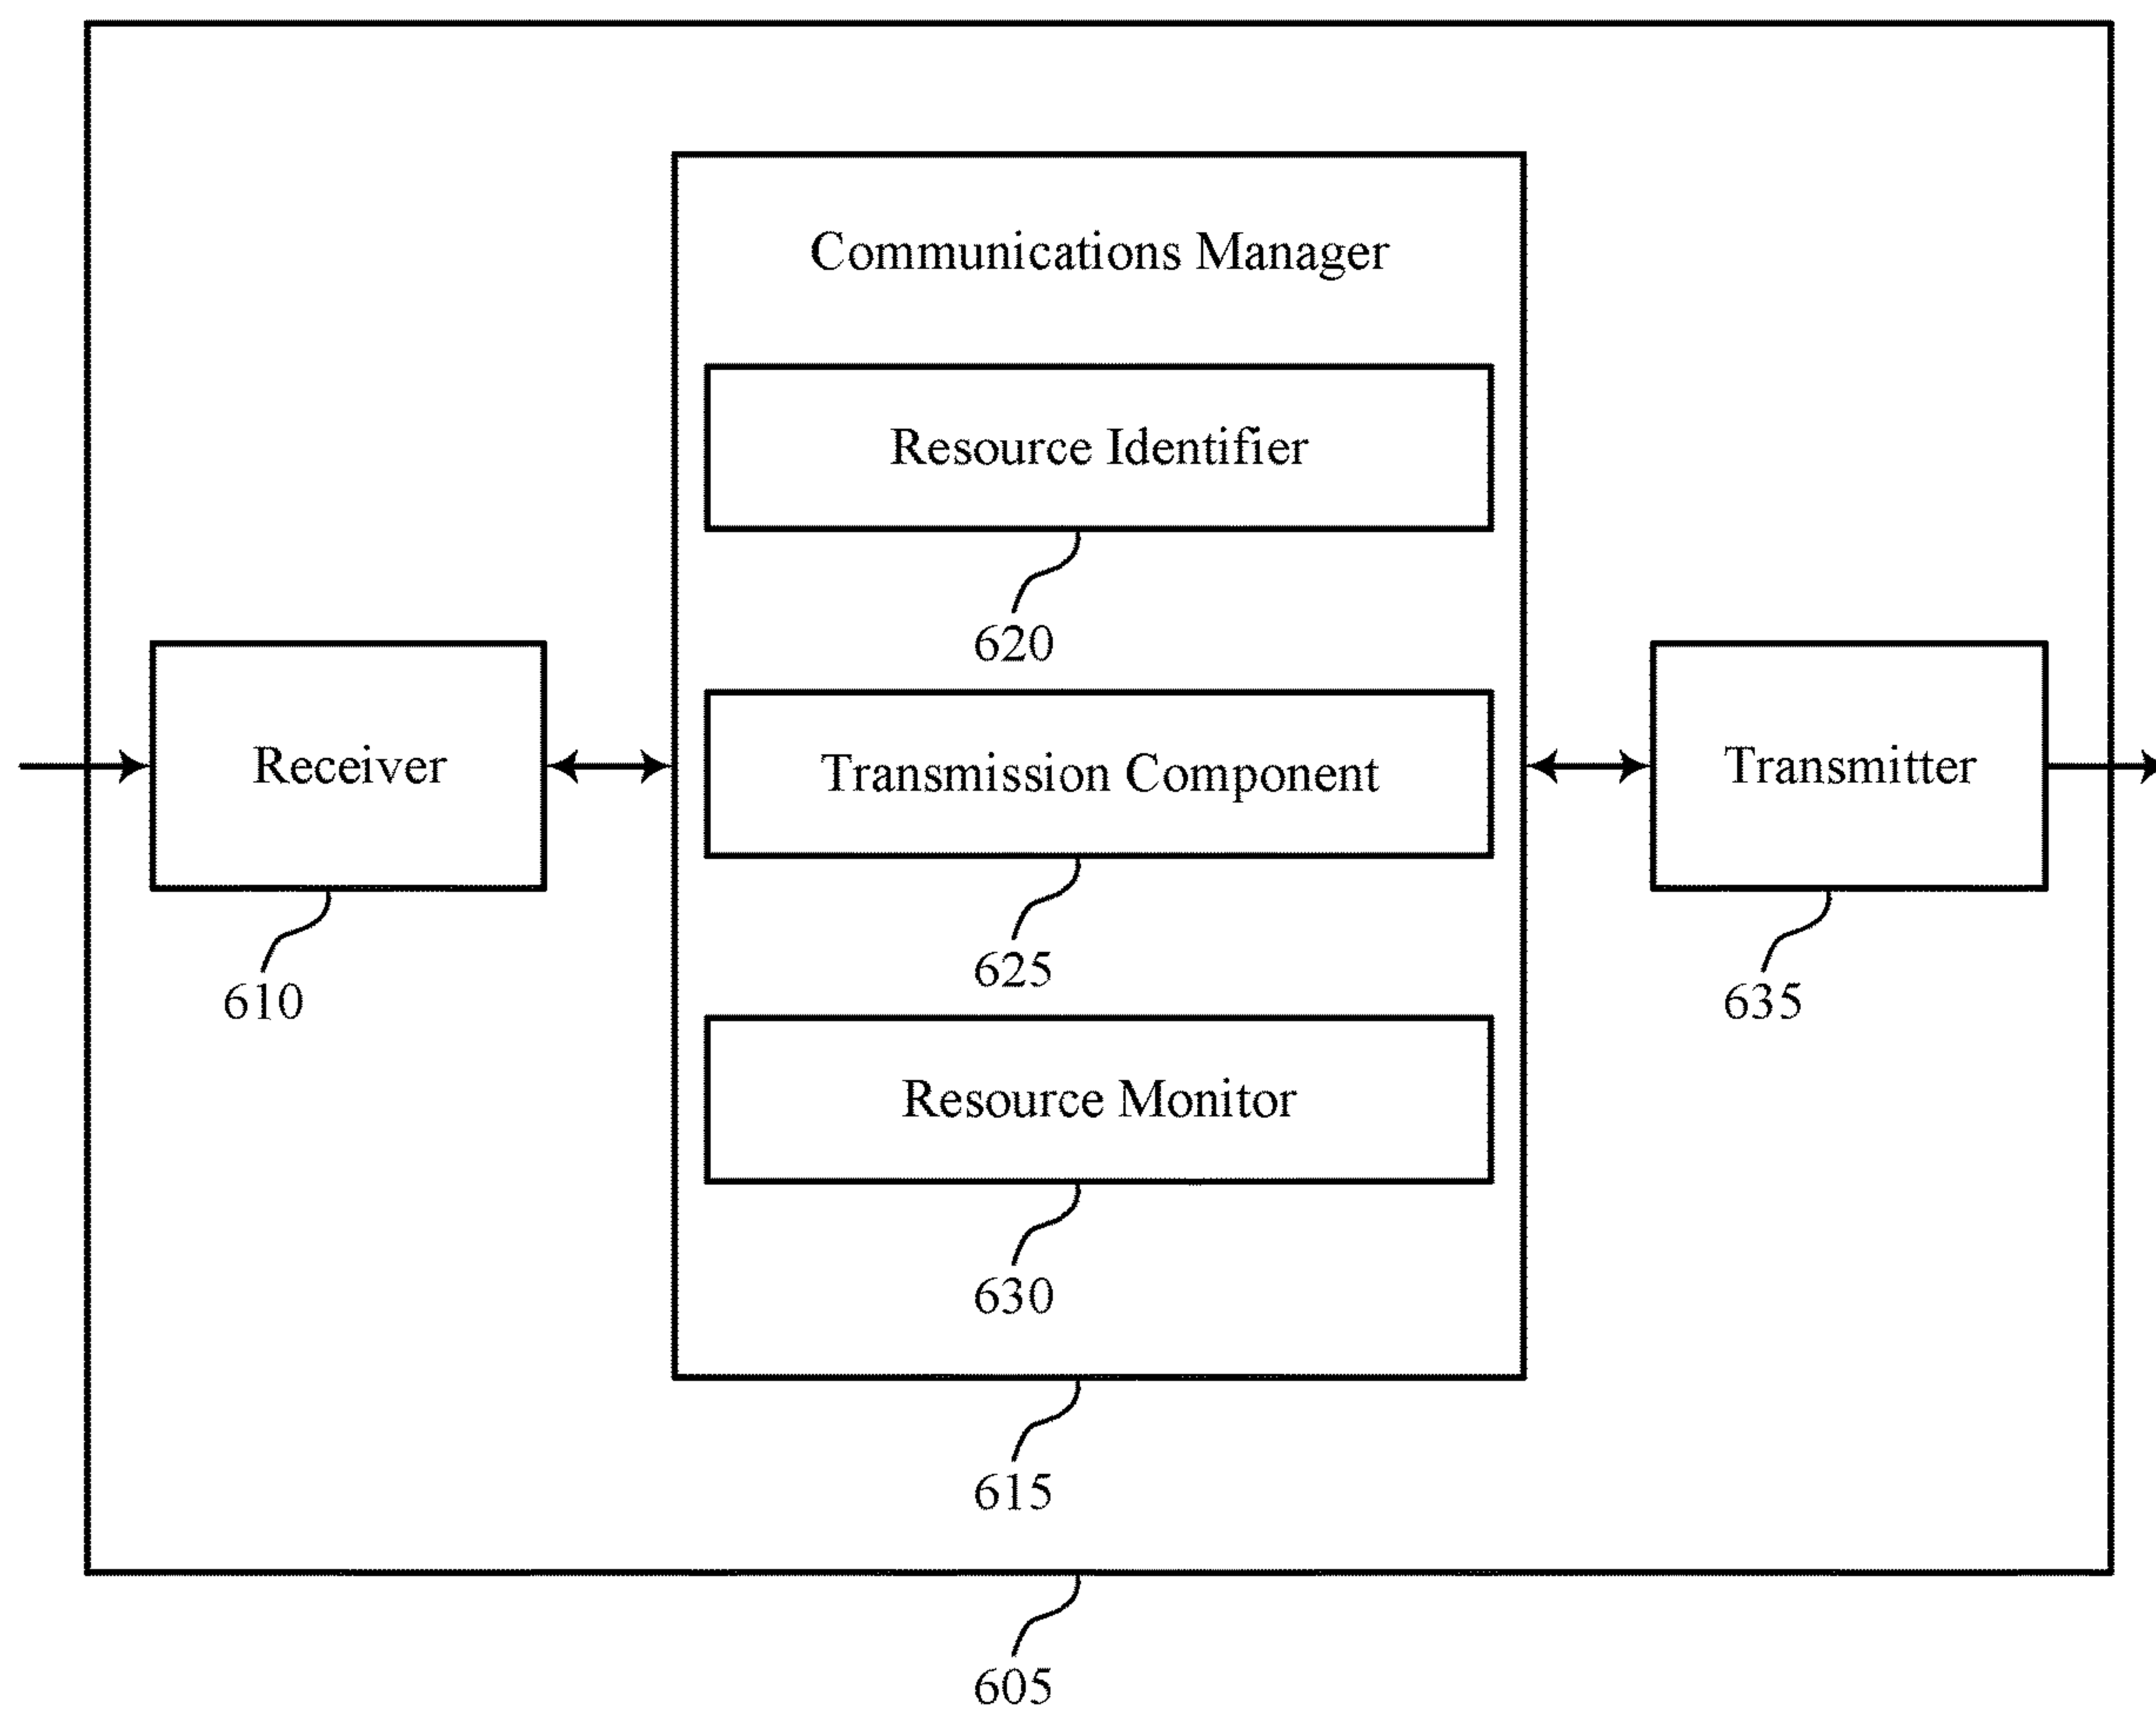 Communications Manager
Resource Identifier
620
Receiver
Transmission Component
Transmitter
610
625
635
Resource Monitor
630
615
605